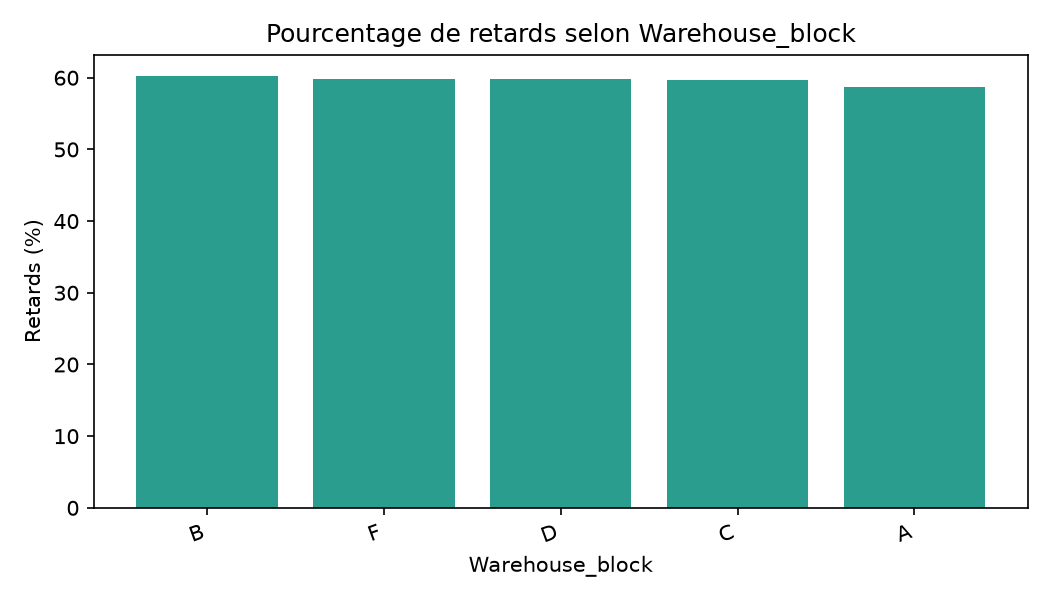 Pourcentage de retards selon Warehouse_block
Retards (%)
60
50
40
30
20
10
0
B
F
D
C
A
Warehouse_block